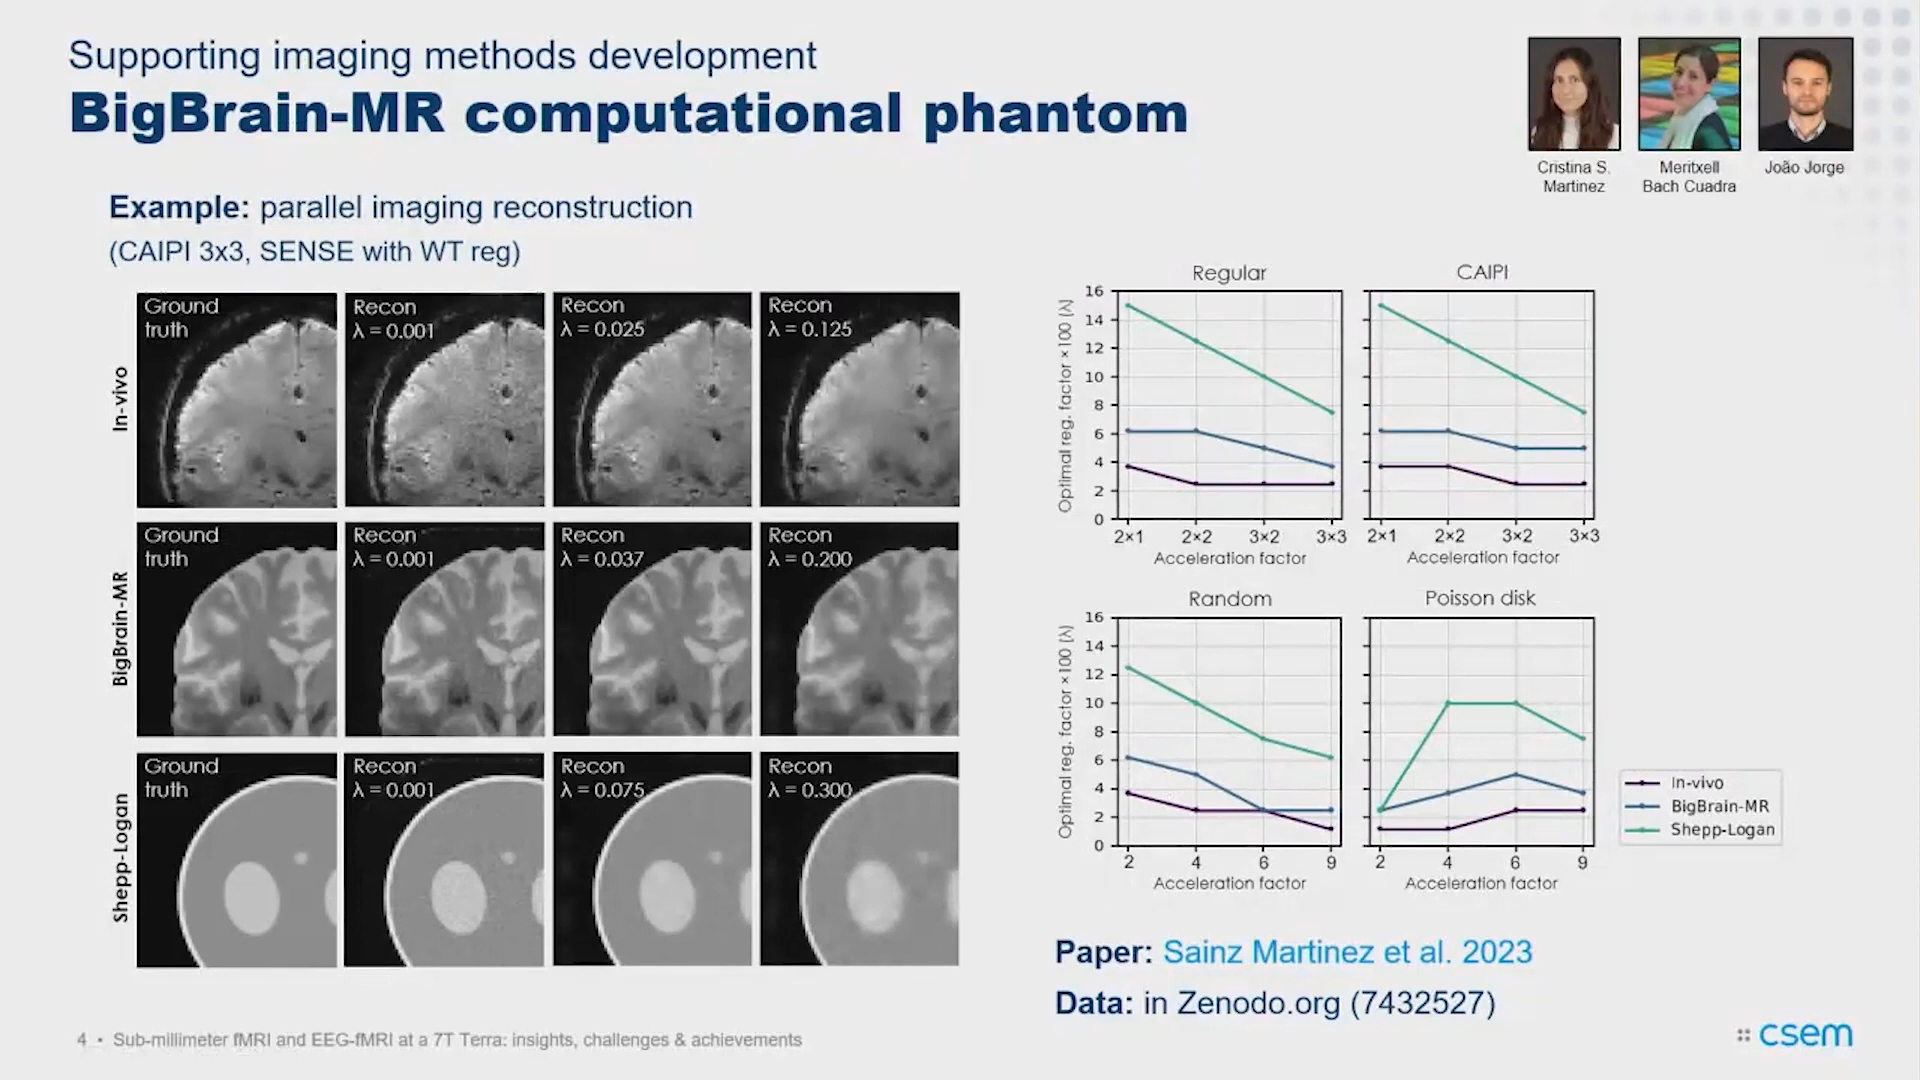 Supporting imaging methods development
BigBrain-MR computational phantom
Cristina S.
Martinez
Meritxell
Bach Cuadra
João Jorge
Example: parallel imaging reconstruction
(CAIPI 3x3, SENSE with WT reg)
In-vivo
Ground
truth
Recon
λ = 0.001
Recon
λ = 0.025
Recon
λ = 0.125
BigBrain-MR
Ground
truth
Recon
λ = 0.001
Recon
λ = 0.037
Recon
λ = 0.200
Shepp-Logan
Ground
truth
Recon
λ = 0.001
Recon
λ = 0.075
Recon
λ = 0.300
Regular
Optimal reg. factor ×100 (λ)
16
14
12
10
8
6
4
2
0
2×1 2×2 3×2 3×3
Acceleration factor
CAIPI
2×1 2×2 3×2 3×3
Acceleration factor
Random
Optimal reg. factor ×100 (λ)
16
14
12
10
8
6
4
2
0
2 4 6 9
Acceleration factor
Poisson disk
2 4 6 9
Acceleration factor
In-vivo
BigBrain-MR
Shepp-Logan
Paper: Sainz Martinez et al. 2023
Data: in Zenodo.org (7432527)
4 • Sub-millimeter fMRI and EEG-fMRI at a 7T Terra: insights, challenges & achievements
csem